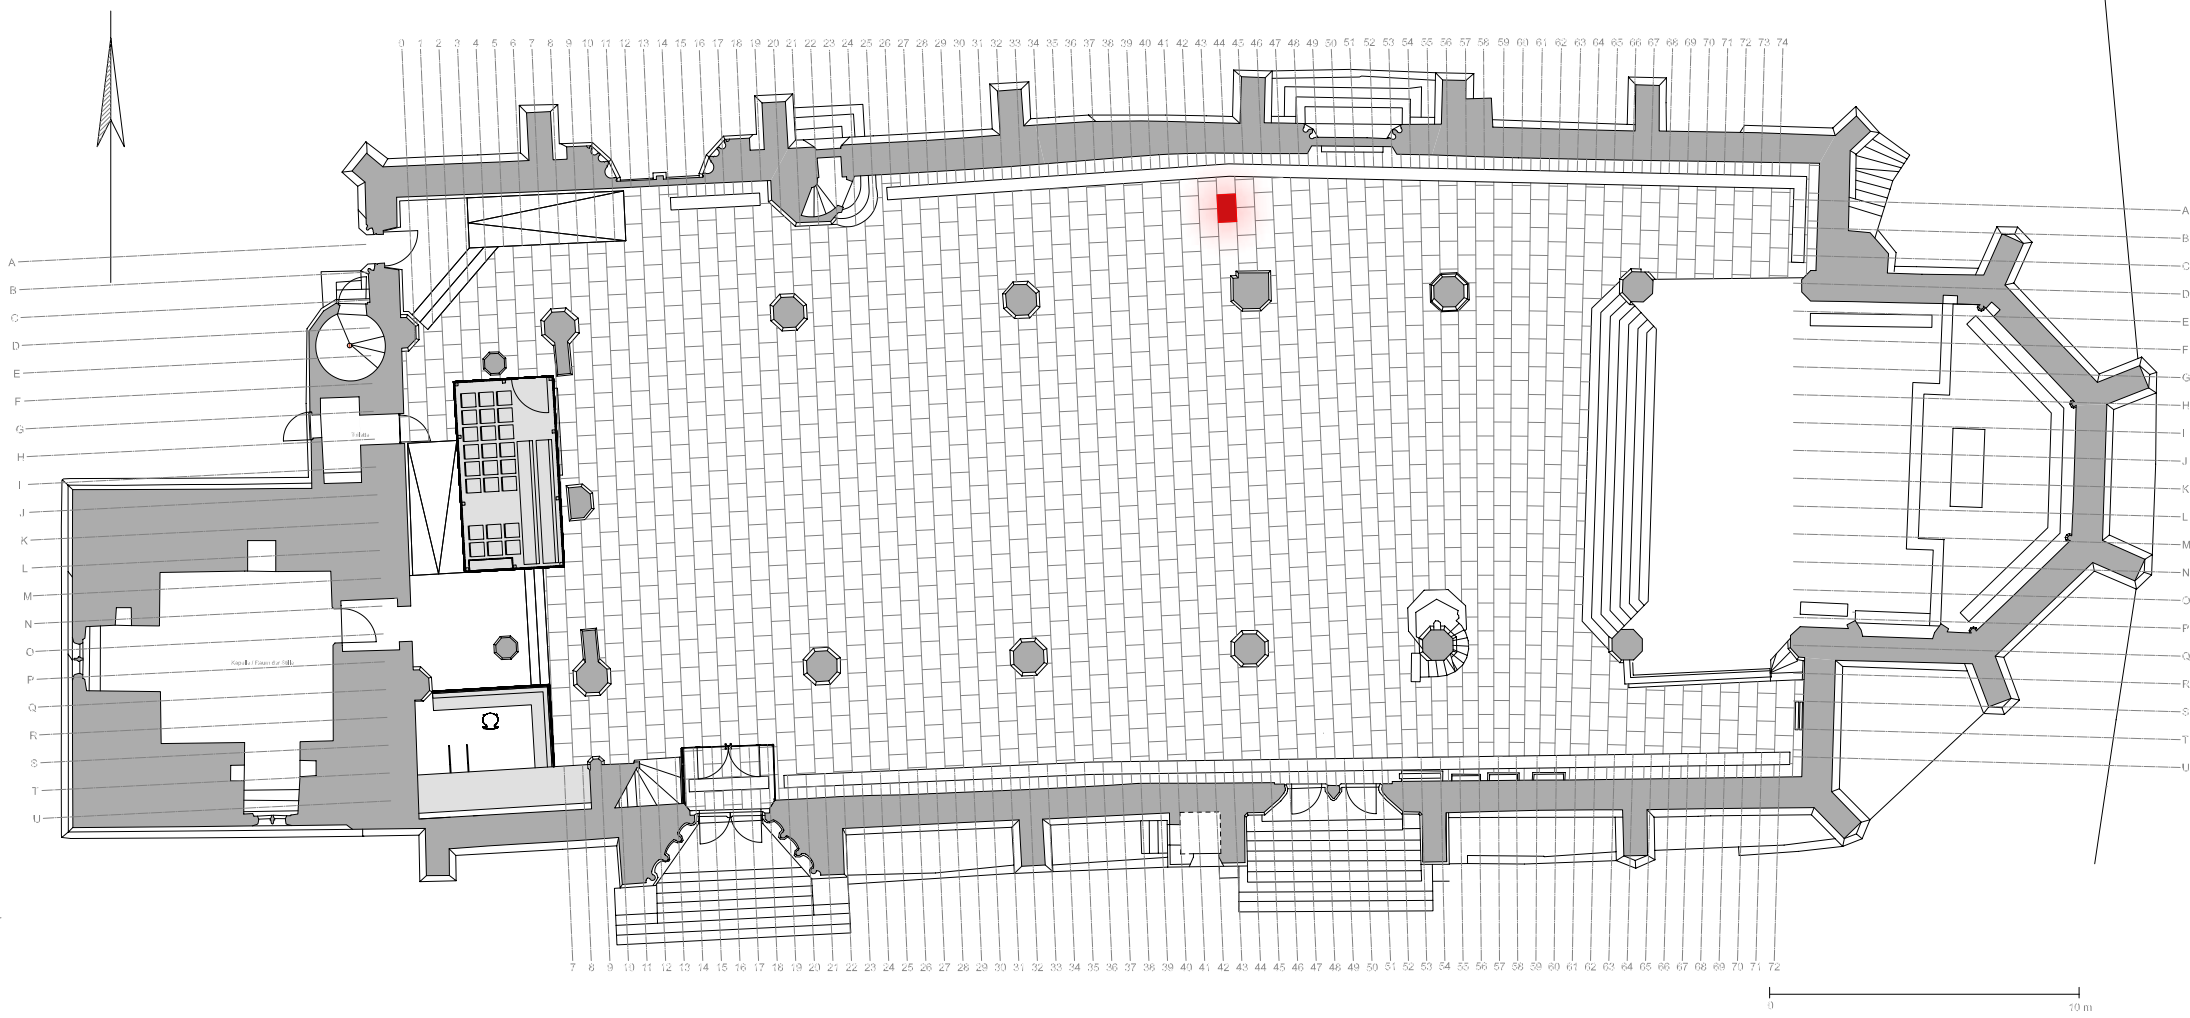 0 1 2 3 4 5 6 7 8 9 10 11 12 13 14 15 16 17 18 19 20 21 22 23 24 25 26 27 28 29 30 31 32 33 34 35 36 37 38 39 40 41 42 43 44 45 46 47 48 49 50 51 52 53 54 55 56 57 58 59 60 61 62 63 64 65 66 67 68 69 70 71 72 73 74
A
B
C
D
E
F
G
H
I
J
K
L
M
N
O
P
Q
R
S
T
U
Kapelle / Raum der Stille
A
B
C
D
E
F
G
H
I
J
K
L
M
N
O
P
Q
R
S
T
U
7 8 9 10 11 12 13 14 15 16 17 18 19 20 21 22 23 24 25 26 27 28 29 30 31 32 33 34 35 36 37 38 39 40 41 42 43 44 45 46 47 48 49 50 51 52 53 54 55 56 57 58 59 60 61 62 63 64 65 66 67 68 69 70 71 72
0 10 m